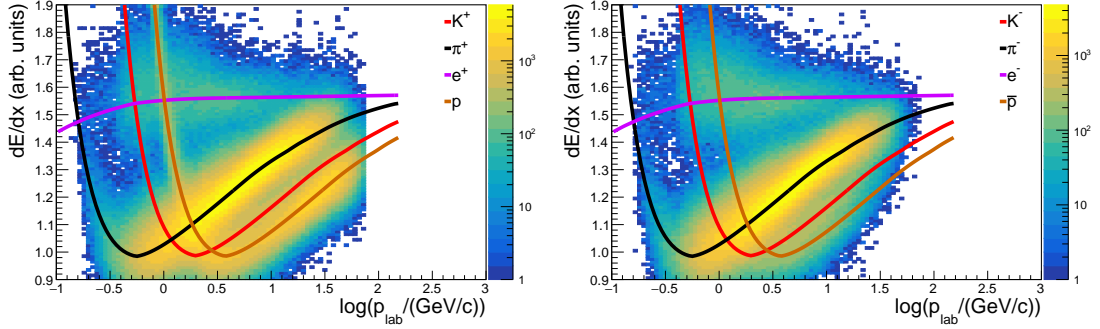 dE/dx (arb. units)
1.9
1.8
1.7
1.6
1.5
1.4
1.3
1.2
1.1
1.0
0.9
−1 −0.5 0 0.5 1 1.5 2 2.5 3
log(p_lab/(GeV/c))
K⁺
π⁺
e⁺
p
10³
10²
10
1
dE/dx (arb. units)
1.9
1.8
1.7
1.6
1.5
1.4
1.3
1.2
1.1
1.0
0.9
−1 −0.5 0 0.5 1 1.5 2 2.5 3
log(p_lab/(GeV/c))
K⁻
π⁻
e⁻
p̅
10³
10²
10
1